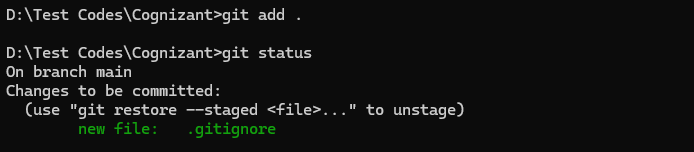 D:\Test Codes\Cognizant>git add .
D:\Test Codes\Cognizant>git status
On branch main
Changes to be committed:
  (use "git restore --staged <file>..." to unstage)
        new file:   .gitignore